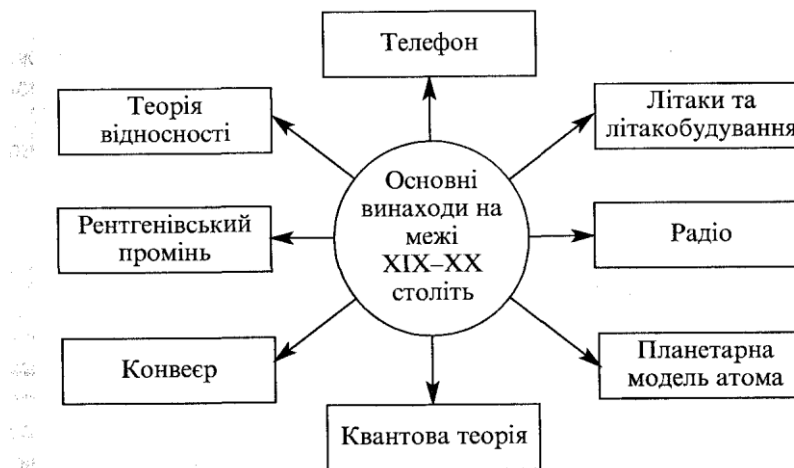 Телефон
Теорія
відносності
Літаки та
літакобудування
Основні
винаходи на
межі
XIX–XX
століть
Рентгенівський
промінь
Радіо
Конвеєр
Планетарна
модель атома
Квантова теорія